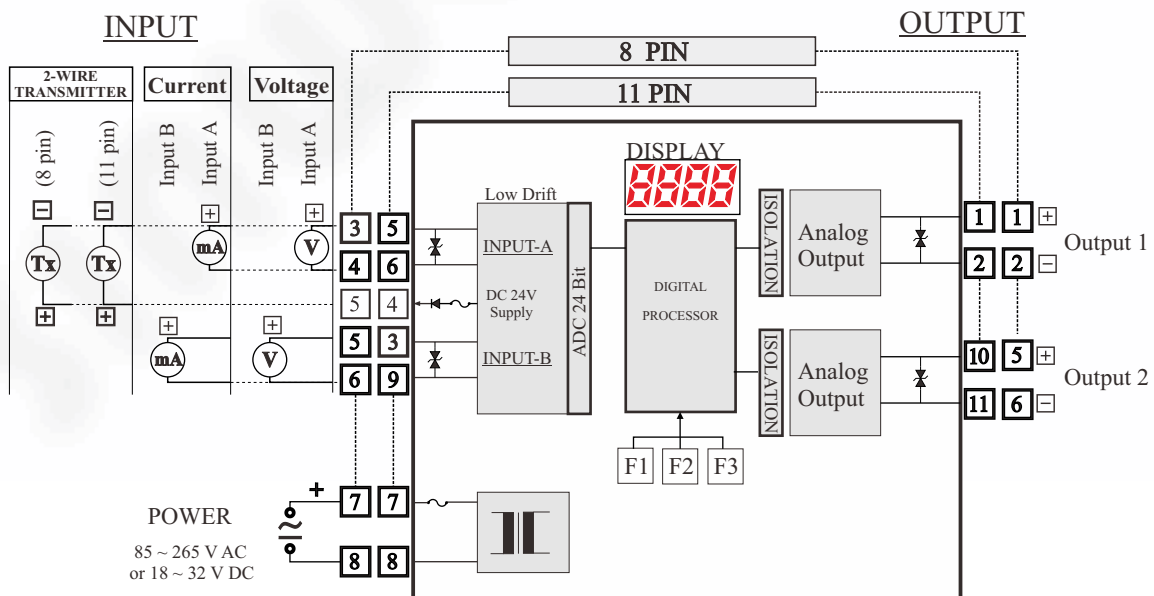 INPUT
OUTPUT
8 PIN
11 PIN
2-WIRE
TRANSMITTER
Current
Voltage
(8 pin)
(11 pin)
Input B
Input A
Input B
Input A
− − + +
Tx Tx mA V
+ + + +
mA V
DISPLAY
8888
Low Drift
INPUT-A
DC 24V
Supply
INPUT-B
ADC 24 Bit
DIGITAL
PROCESSOR
ISOLATION
Analog
Output
ISOLATION
Analog
Output
F1 F2 F3
3 5
4 6
5 4
5 3
6 9
7 7
8 8
1 1 +
2 2 −
Output 1
10 5 +
11 6 −
Output 2
+
POWER
85 ~ 265 V AC
or 18 ~ 32 V DC